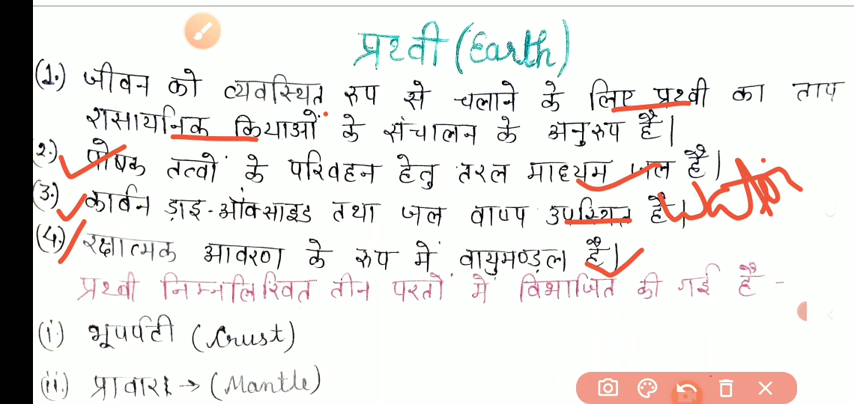 प्रथ्वी (Earth)
(1.) जीवन को व्यवस्थित रूप से चलाने के लिए प्रथ्वी का ताप
रासायनिक क्रियाओं के संचालन के अनुरुप है।
2.) पोषक तत्वों के परिवहन हेतु तरल माध्यम जल है।
(3.) कार्बन डाइ-ऑक्साइड तथा जल वाष्प उपस्थित है। Water
(4.) रक्षात्मक आवरण के रुप में वायुमण्डल है।
प्रथ्वी निम्नलिखित तीन परतों में विभाजित की गई है -
(i) भूपर्पटी (Crust)
(ii.) प्रावार → (Mantle)